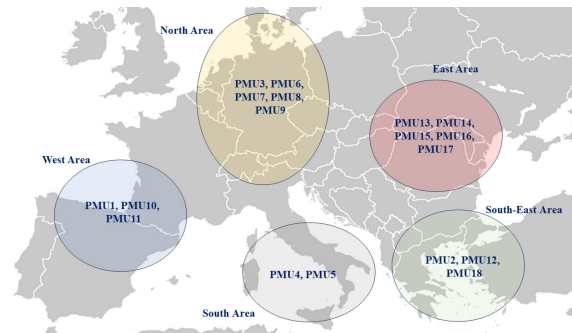 North Area
PMU3, PMU6,
PMU7, PMU8,
PMU9
East Area
PMU13, PMU14,
PMU15, PMU16,
PMU17
West Area
PMU1, PMU10,
PMU11
South-East Area
PMU2, PMU12,
PMU18
PMU4, PMU5
South Area